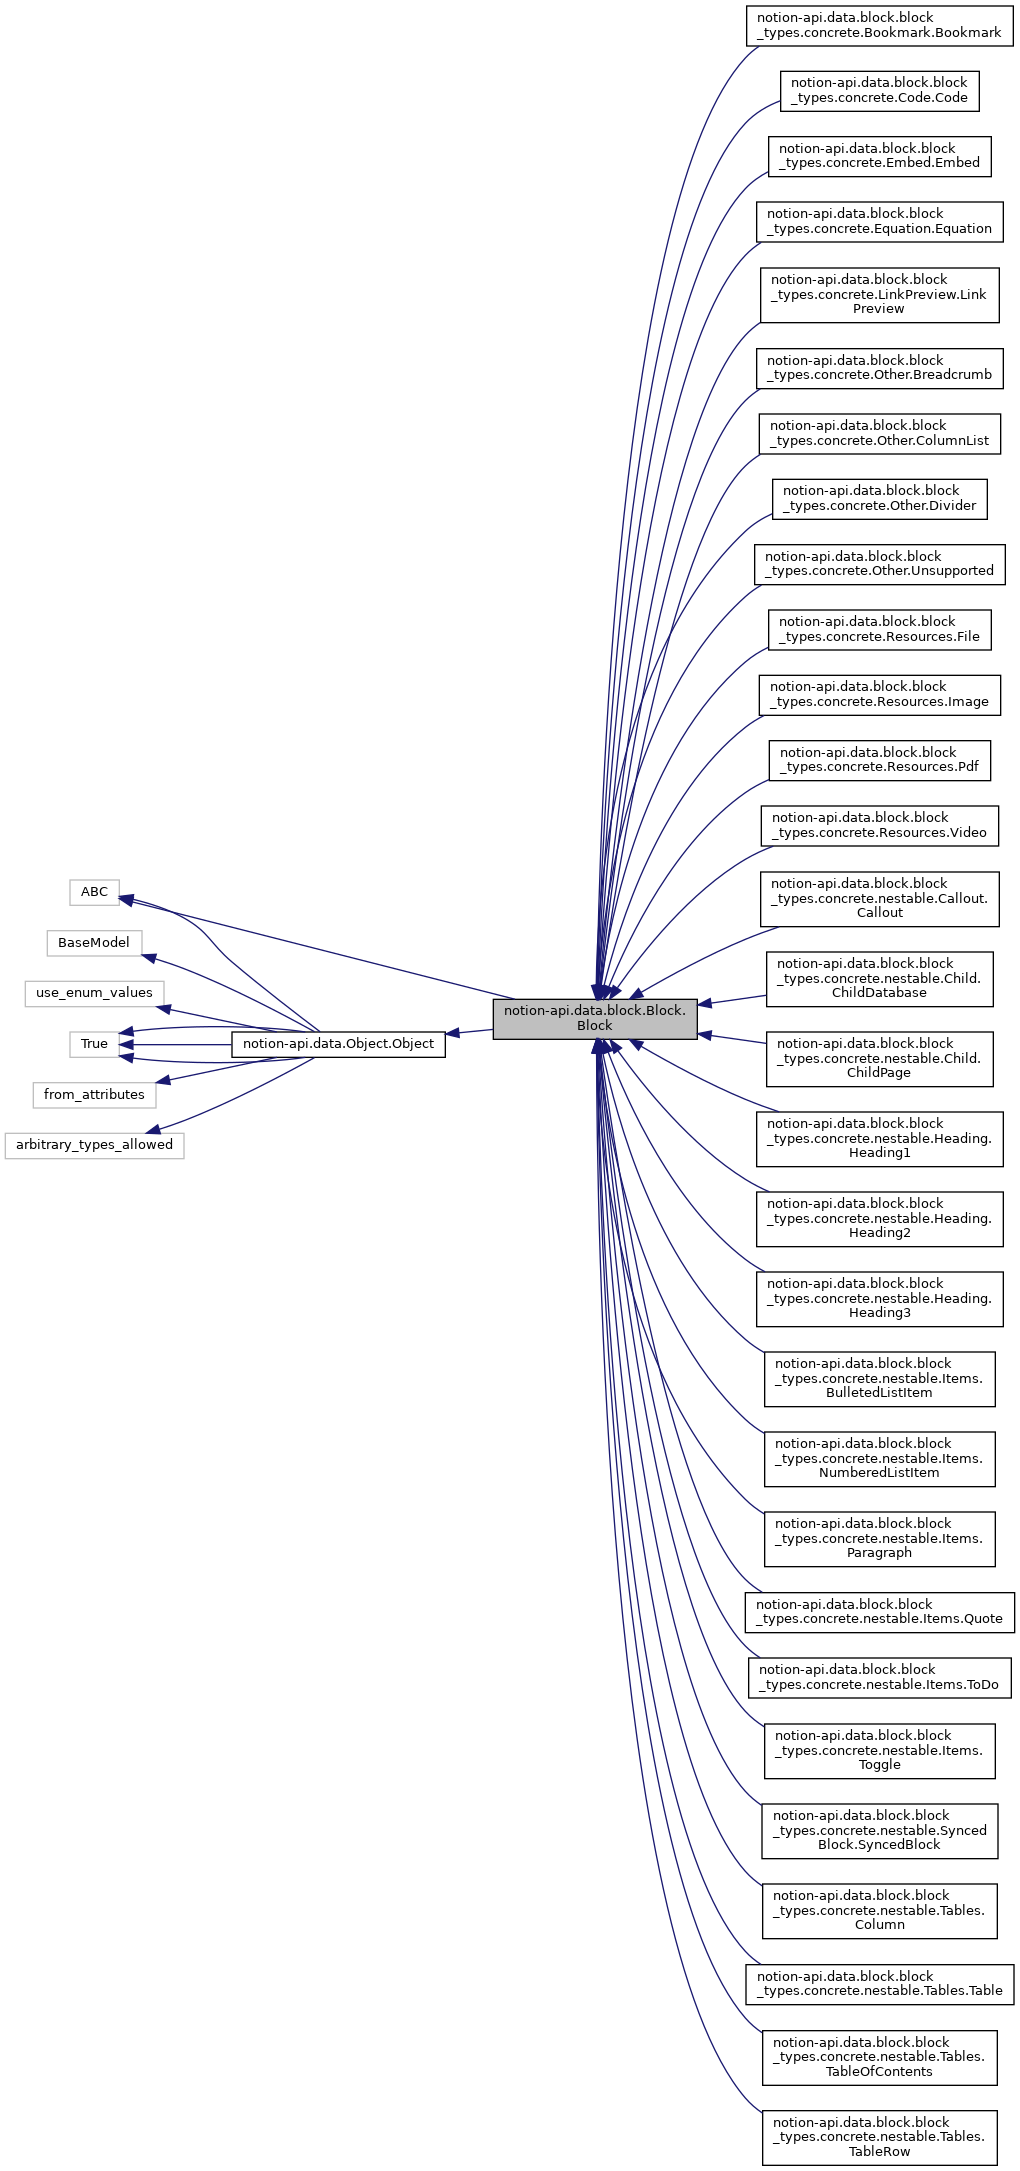 notion-api.data.block.block
_types.concrete.Bookmark.Bookmark
notion-api.data.block.block
_types.concrete.Code.Code
notion-api.data.block.block
_types.concrete.Embed.Embed
notion-api.data.block.block
_types.concrete.Equation.Equation
notion-api.data.block.block
_types.concrete.LinkPreview.Link
Preview
notion-api.data.block.block
_types.concrete.Other.Breadcrumb
notion-api.data.block.block
_types.concrete.Other.ColumnList
notion-api.data.block.block
_types.concrete.Other.Divider
notion-api.data.block.block
_types.concrete.Other.Unsupported
notion-api.data.block.block
_types.concrete.Resources.File
notion-api.data.block.block
_types.concrete.Resources.Image
notion-api.data.block.block
_types.concrete.Resources.Pdf
notion-api.data.block.block
_types.concrete.Resources.Video
ABC
BaseModel
use_enum_values
True
from_attributes
arbitrary_types_allowed
notion-api.data.Object.Object
notion-api.data.block.Block.
Block
notion-api.data.block.block
_types.concrete.nestable.Callout.
Callout
notion-api.data.block.block
_types.concrete.nestable.Child.
ChildDatabase
notion-api.data.block.block
_types.concrete.nestable.Child.
ChildPage
notion-api.data.block.block
_types.concrete.nestable.Heading.
Heading1
notion-api.data.block.block
_types.concrete.nestable.Heading.
Heading2
notion-api.data.block.block
_types.concrete.nestable.Heading.
Heading3
notion-api.data.block.block
_types.concrete.nestable.Items.
BulletedListItem
notion-api.data.block.block
_types.concrete.nestable.Items.
NumberedListItem
notion-api.data.block.block
_types.concrete.nestable.Items.
Paragraph
notion-api.data.block.block
_types.concrete.nestable.Items.Quote
notion-api.data.block.block
_types.concrete.nestable.Items.ToDo
notion-api.data.block.block
_types.concrete.nestable.Items.
Toggle
notion-api.data.block.block
_types.concrete.nestable.Synced
Block.SyncedBlock
notion-api.data.block.block
_types.concrete.nestable.Tables.
Column
notion-api.data.block.block
_types.concrete.nestable.Tables.Table
notion-api.data.block.block
_types.concrete.nestable.Tables.
TableOfContents
notion-api.data.block.block
_types.concrete.nestable.Tables.
TableRow